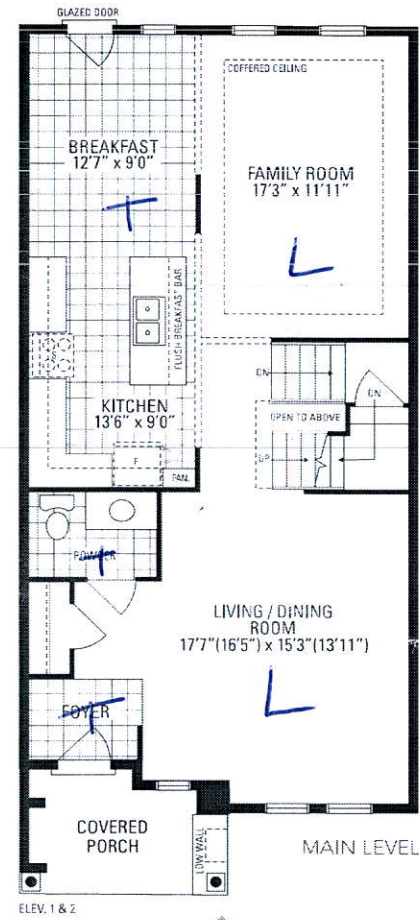 GLAZED DOOR
COFFERED CEILING
BREAKFAST
12'7" x 9'0"
FAMILY ROOM
17'3" x 11'11"
T
L
FLUSH BREAKFAST BAR
KITCHEN
13'6" x 9'0"
DN
DN
OPEN TO ABOVE
UP
F
PAN.
POWDER
T
LIVING / DINING
ROOM
17'7"(16'5") x 15'3"(13'11")
L
FOYER
T
COVERED
PORCH
LOW WALL
MAIN LEVEL
ELEV. 1 & 2